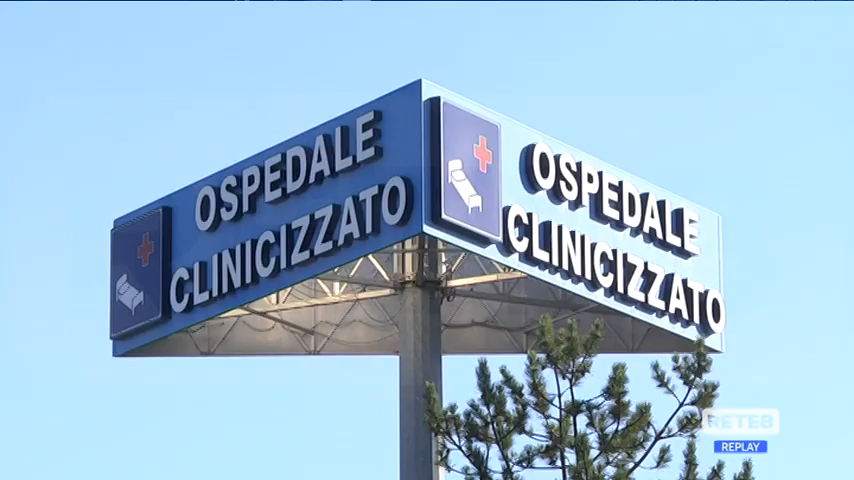 OSPEDALE
CLINICIZZATO
OSPEDALE
CLINICIZZATO
RETE8
REPLAY